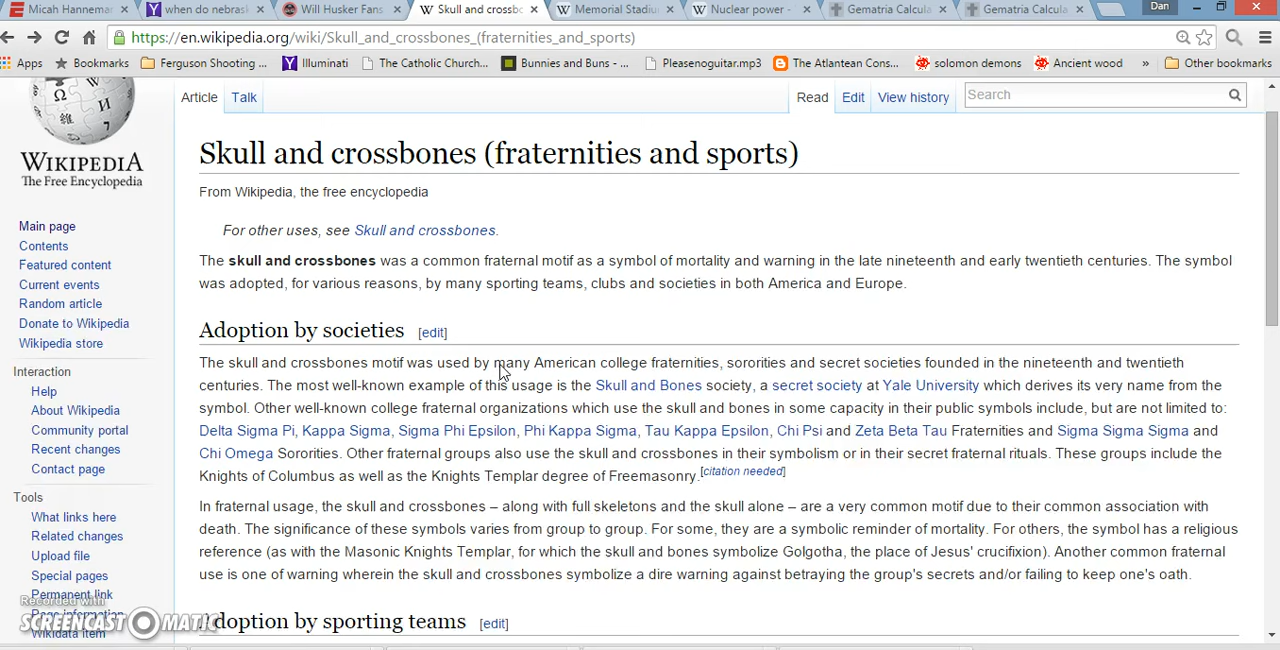 Micah Hanneman
when do nebrask
Will Husker Fans
Skull and crossbo
Memorial Stadiu
Nuclear power -
Gematria Calcula
Gematria Calcula
Dan
https://en.wikipedia.org/wiki/Skull_and_crossbones_(fraternities_and_sports)
Apps Bookmarks Ferguson Shooting ... Illuminati The Catholic Church... Bunnies and Buns - ... Pleasenoguitar.mp3 The Atlantean Cons... solomon demons Ancient wood » Other bookmarks
Article Talk Read Edit View history Search
WIKIPEDIA
The Free Encyclopedia
Main page
Contents
Featured content
Current events
Random article
Donate to Wikipedia
Wikipedia store
Interaction
Help
About Wikipedia
Community portal
Recent changes
Contact page
Tools
What links here
Related changes
Upload file
Special pages
Permanent link
Page information
Wikidata item
Recorded with
SCREENCAST MATIC
Skull and crossbones (fraternities and sports)
From Wikipedia, the free encyclopedia
For other uses, see Skull and crossbones.
The skull and crossbones was a common fraternal motif as a symbol of mortality and warning in the late nineteenth and early twentieth centuries. The symbol
was adopted, for various reasons, by many sporting teams, clubs and societies in both America and Europe.
Adoption by societies [edit]
The skull and crossbones motif was used by many American college fraternities, sororities and secret societies founded in the nineteenth and twentieth
centuries. The most well-known example of this usage is the Skull and Bones society, a secret society at Yale University which derives its very name from the
symbol. Other well-known college fraternal organizations which use the skull and bones in some capacity in their public symbols include, but are not limited to:
Delta Sigma Pi, Kappa Sigma, Sigma Phi Epsilon, Phi Kappa Sigma, Tau Kappa Epsilon, Chi Psi and Zeta Beta Tau Fraternities and Sigma Sigma Sigma and
Chi Omega Sororities. Other fraternal groups also use the skull and crossbones in their symbolism or in their secret fraternal rituals. These groups include the
Knights of Columbus as well as the Knights Templar degree of Freemasonry.[citation needed]
In fraternal usage, the skull and crossbones – along with full skeletons and the skull alone – are a very common motif due to their common association with
death. The significance of these symbols varies from group to group. For some, they are a symbolic reminder of mortality. For others, the symbol has a religious
reference (as with the Masonic Knights Templar, for which the skull and bones symbolize Golgotha, the place of Jesus' crucifixion). Another common fraternal
use is one of warning wherein the skull and crossbones symbolize a dire warning against betraying the group's secrets and/or failing to keep one's oath.
Adoption by sporting teams [edit]